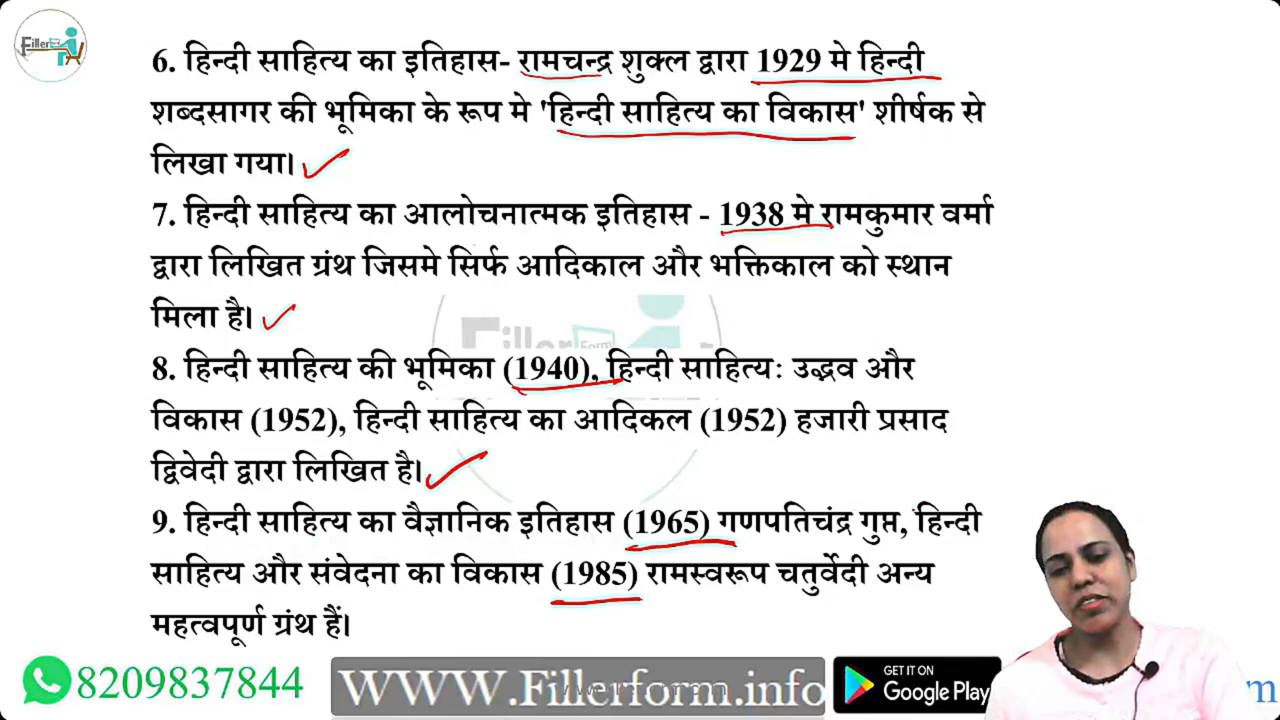 Fillerform
6. हिन्दी साहित्य का इतिहास- रामचन्द्र शुक्ल द्वारा 1929 मे हिन्दी
शब्दसागर की भूमिका के रूप मे 'हिन्दी साहित्य का विकास' शीर्षक से
लिखा गया।
7. हिन्दी साहित्य का आलोचनात्मक इतिहास - 1938 मे रामकुमार वर्मा
द्वारा लिखित ग्रंथ जिसमे सिर्फ आदिकाल और भक्तिकाल को स्थान
मिला है।
8. हिन्दी साहित्य की भूमिका (1940), हिन्दी साहित्य: उद्भव और
विकास (1952), हिन्दी साहित्य का आदिकल (1952) हजारी प्रसाद
द्विवेदी द्वारा लिखित है।
9. हिन्दी साहित्य का वैज्ञानिक इतिहास (1965) गणपतिचंद्र गुप्त, हिन्दी
साहित्य और संवेदना का विकास (1985) रामस्वरूप चतुर्वेदी अन्य
महत्वपूर्ण ग्रंथ हैं।
8209837844
WWW.Fillerform.info
GET IT ON
Google Play